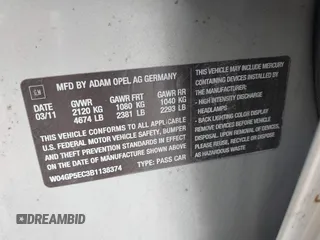 GM
MFD BY ADAM OPEL AG GERMANY
DATE GVWR GAWR FRT GAWR RR
03/11 2120 KG 1080 KG 1040 KG
4674 LB 2381 LB 2293 LB
THIS VEHICLE CONFORMS TO ALL APPLICABLE
U.S. FEDERAL MOTOR VEHICLE SAFETY, BUMPER,
AND THEFT PREVENTION STANDARDS IN EFFECT
ON THE DATE OF MANUFACTURE SHOWN ABOVE.
W04GP5EC3B1138374 TYPE: PASS CAR
THIS VEHICLE MAY INCLUDE MERCURY
CONTAINING DEVICES INSTALLED BY
THE MANUFACTURER:
- HIGH INTENSITY DISCHARGE
HEADLAMPS
- BACK LIGHTING COLOR DISPLAY
REMOVE DEVICES BEFORE VEHICLE
DISPOSAL. UPON REMOVAL OF DEVICES
PLEASE REUSE, RECYCLE OR DISPOSE
AS HAZARDOUS WASTE.